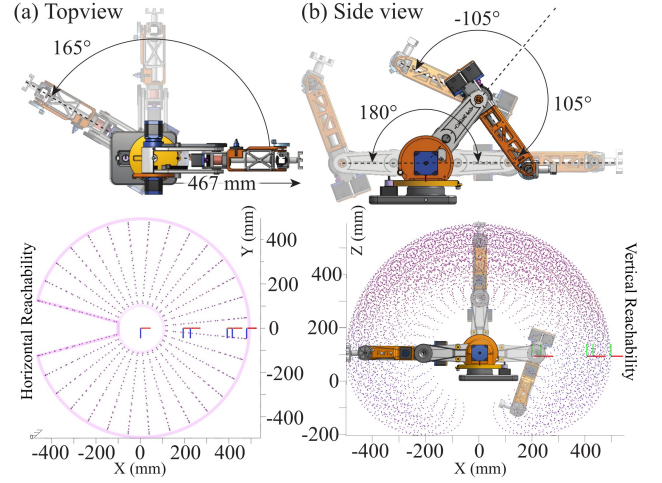 (a) Topview
165°
467 mm
(b) Side view
-105°
180°
105°
Horizontal Reachability
Y (mm)
400
200
0
-200
-400
-400 -200 0 200 400
X (mm)
Z (mm)
400
200
0
-200
Vertical Reachability
-400 -200 0 200 400
X (mm)